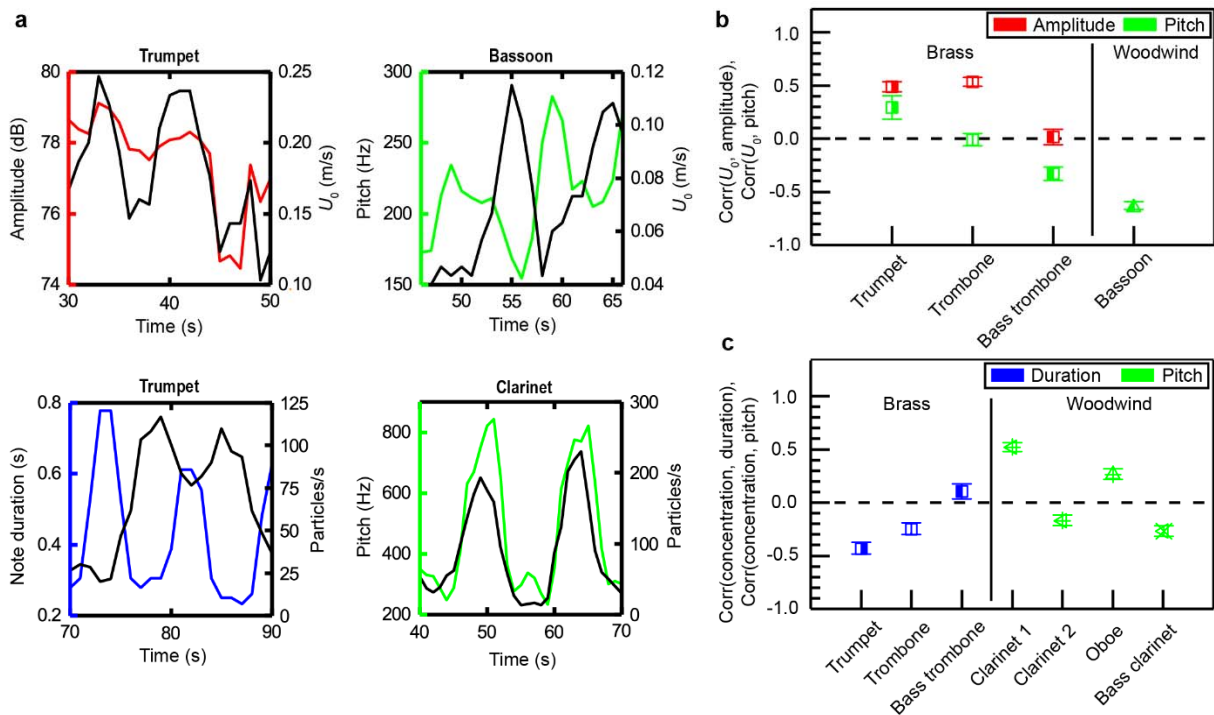 a
Trumpet
80
78
76
74
Amplitude (dB)
0.25
0.20
0.15
0.10
U0 (m/s)
30
40
50
Time (s)
Bassoon
300
250
200
150
Pitch (Hz)
0.12
0.10
0.08
0.06
0.04
U0 (m/s)
50
55
60
65
Time (s)
Trumpet
0.8
0.6
0.4
0.2
Note duration (s)
125
100
75
50
25
0
Particles/s
70
80
90
Time (s)
Clarinet
800
600
400
200
Pitch (Hz)
300
200
100
0
Particles/s
40
50
60
70
Time (s)
b
Amplitude
Pitch
Brass
Woodwind
1.0
0.5
0.0
-0.5
-1.0
Corr(U0, amplitude),
Corr(U0, pitch)
Trumpet
Trombone
Bass trombone
Bassoon
c
Duration
Pitch
Brass
Woodwind
1.0
0.5
0.0
-0.5
-1.0
Corr(concentration, duration),
Corr(concentration, pitch)
Trumpet
Trombone
Bass trombone
Clarinet 1
Clarinet 2
Oboe
Bass clarinet